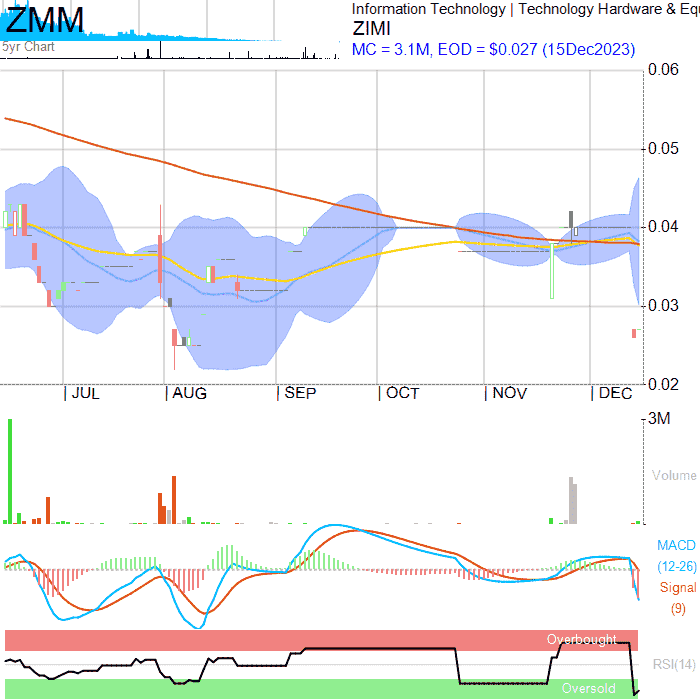 ZMM
Information Technology | Technology Hardware & Equ
5yr Chart
ZIMI
MC = 3.1M, EOD = $0.027 (15Dec2023)
0.06
0.05
0.04
0.03
0.02
| JUL | AUG | SEP | OCT | NOV | DEC
3M
Volume
MACD
(12-26)
Signal
(9)
Overbought
RSI(14)
Oversold